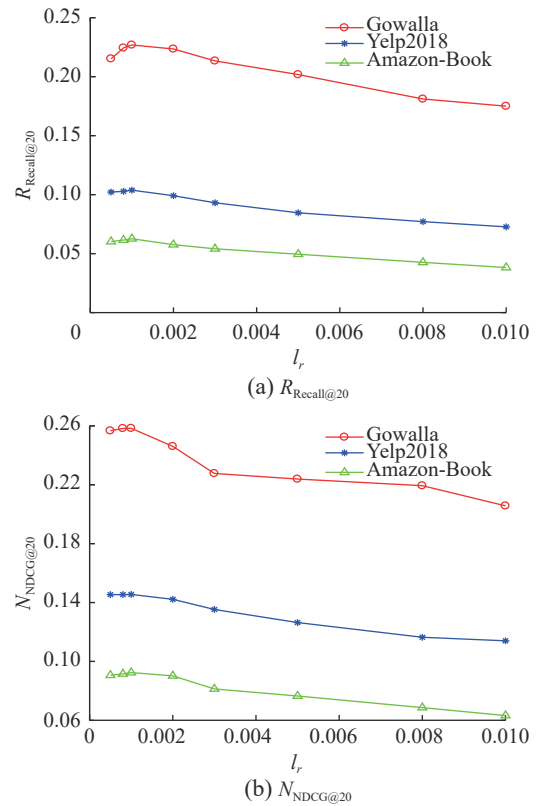 0.25
0.20
0.15
0.10
0.05
0
0.002
0.004
0.006
0.008
0.010
R_Recall@20
l_r
Gowalla
Yelp2018
Amazon-Book
(a) R_Recall@20
0.26
0.22
0.18
0.14
0.10
0.06
0
0.002
0.004
0.006
0.008
0.010
N_NDCG@20
l_r
Gowalla
Yelp2018
Amazon-Book
(b) N_NDCG@20